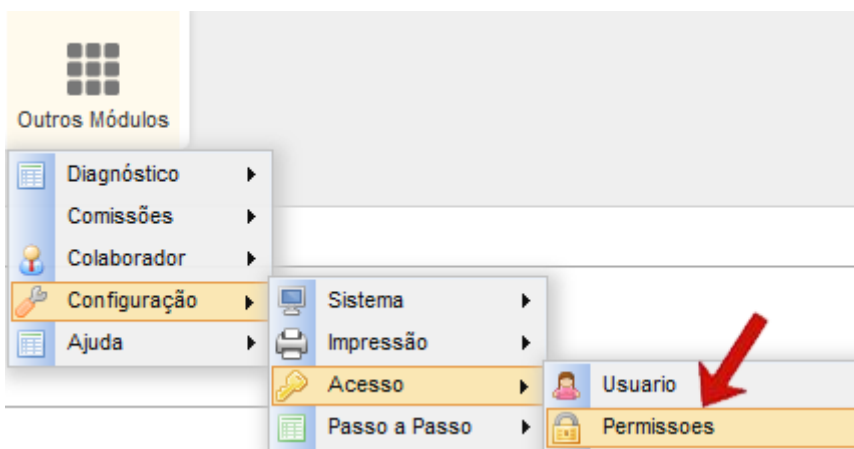 Outros Módulos
Diagnóstico
Comissões
Colaborador
Configuração
Ajuda
Sistema
Impressão
Acesso
Passo a Passo
Usuario
Permissoes